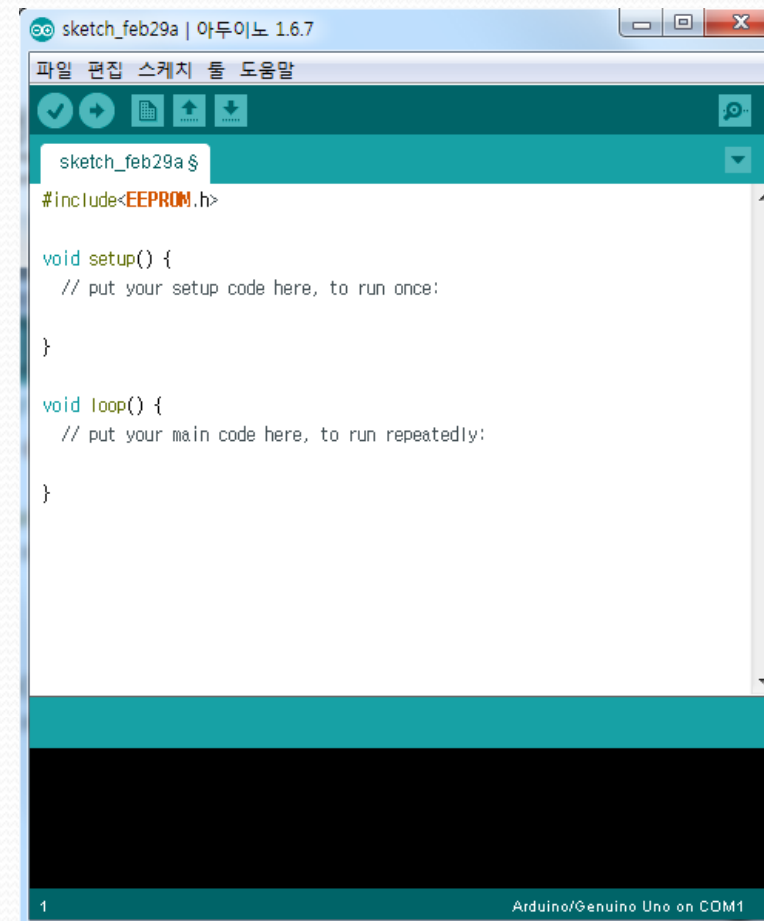 sketch_feb29a | 아두이노 1.6.7
파일 편집 스케치 툴 도움말
sketch_feb29a §
#include<EEPROM.h>
void setup() {
// put your setup code here, to run once:
}
void loop() {
// put your main code here, to run repeatedly:
}
1 Arduino/Genuino Uno on COM1